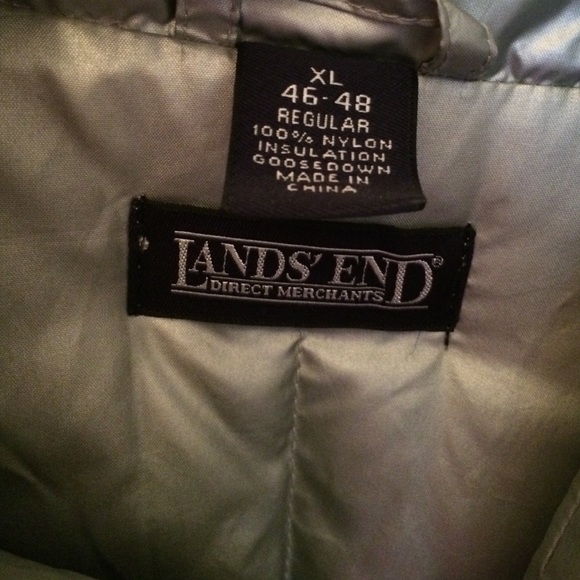 XL
46-48
REGULAR
100% NYLON
INSULATION
GOOSEDOWN
MADE IN
CHINA
LANDS' END®
DIRECT MERCHANTS